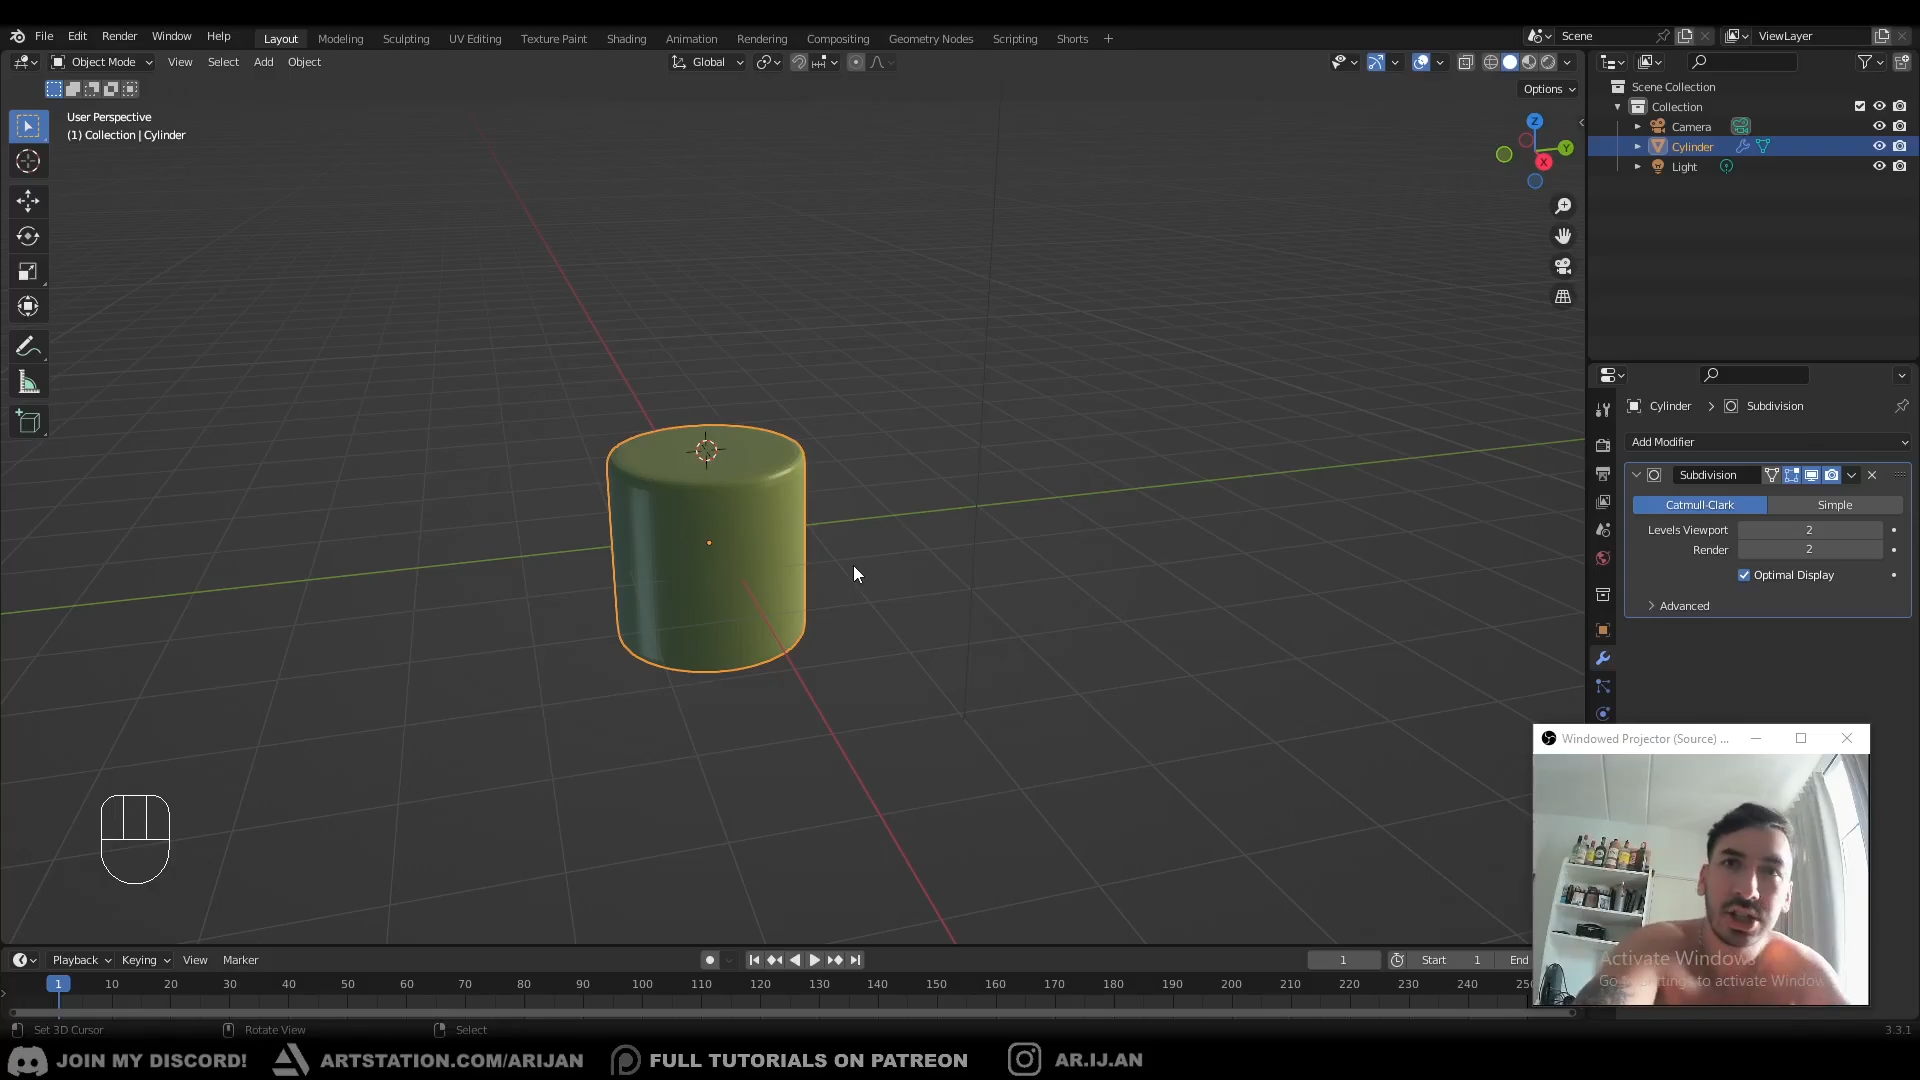 File Edit Render Window Help
Layout Modeling Sculpting UV Editing Texture Paint Shading Animation Rendering Compositing Geometry Nodes Scripting Shorts +
Scene
ViewLayer
Object Mode View Select Add Object
Global
Options
User Perspective
(1) Collection | Cylinder
Z
Y
X
Scene Collection
Collection
Camera
Cylinder
Light
Cylinder > Subdivision
Add Modifier
Subdivision
Catmull-Clark Simple
Levels Viewport 2
Render 2
Optimal Display
Advanced
Windowed Projector (Source) ...
Activate Windows
Go to Settings to activate Window
Playback Keying View Marker
1 Start 1 End
1 10 20 30 40 50 60 70 80 90 100 110 120 130 140 150 160 170 180 190 200 210 220 230 240
Set 3D Cursor Rotate View Select
3.3.1
JOIN MY DISCORD! ARTSTATION.COM/ARIJAN FULL TUTORIALS ON PATREON AR.IJ.AN